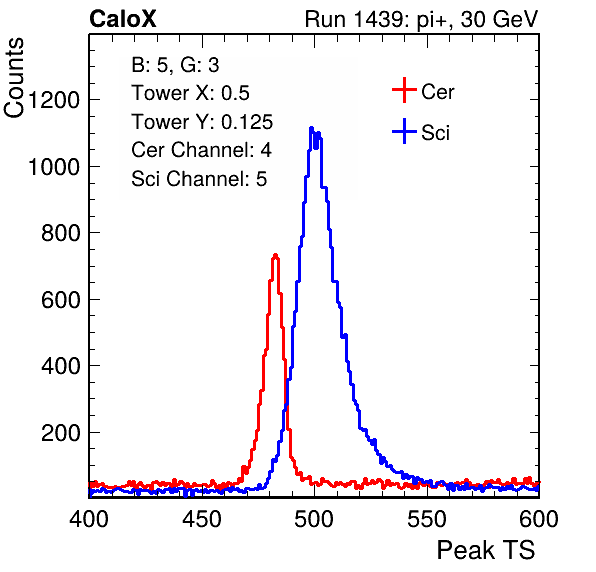 CaloX Run 1439: pi+, 30 GeV
Counts
B: 5, G: 3
Tower X: 0.5
Tower Y: 0.125
Cer Channel: 4
Sci Channel: 5
Cer
Sci
1200
1000
800
600
400
200
400 450 500 550 600
Peak TS